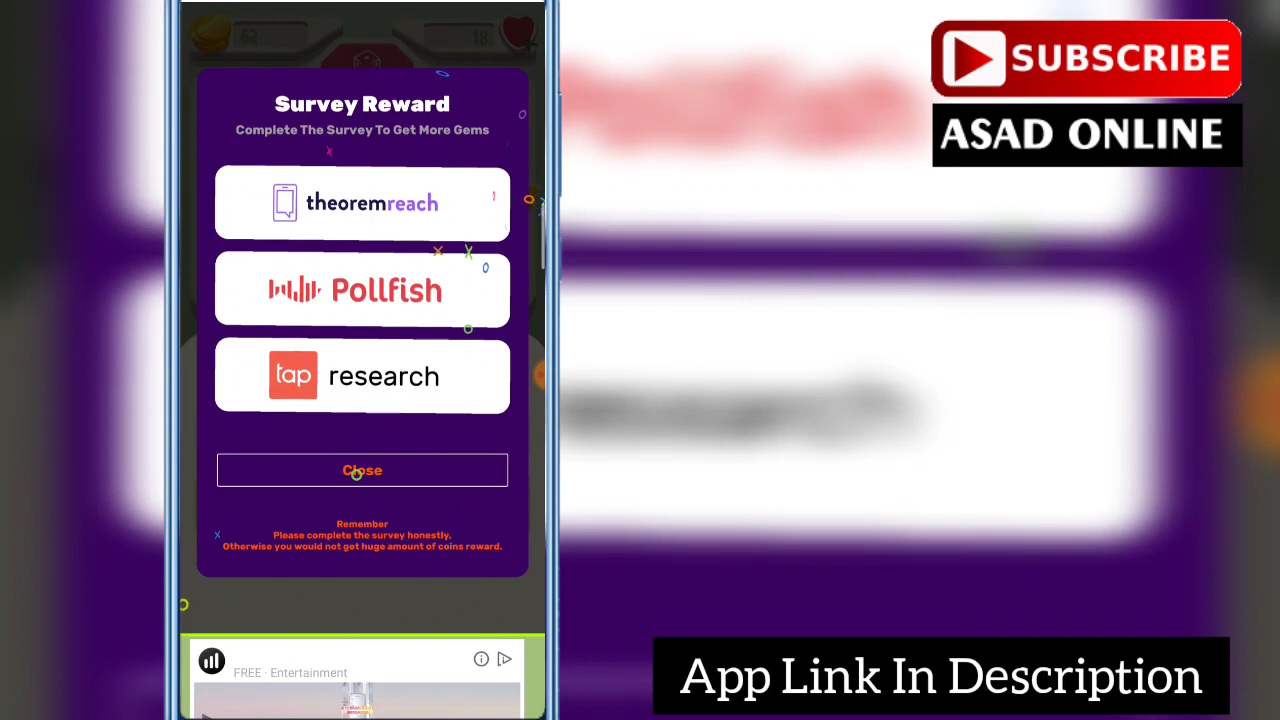 62
18
Survey Reward
Complete The Survey To Get More Gems
theoremreach
Pollfish
tap research
Close
Remember
Please complete the survey honestly,
Otherwise you would not get huge amount of coins reward.
FREE · Entertainment
SUBSCRIBE
ASAD ONLINE
App Link In Description